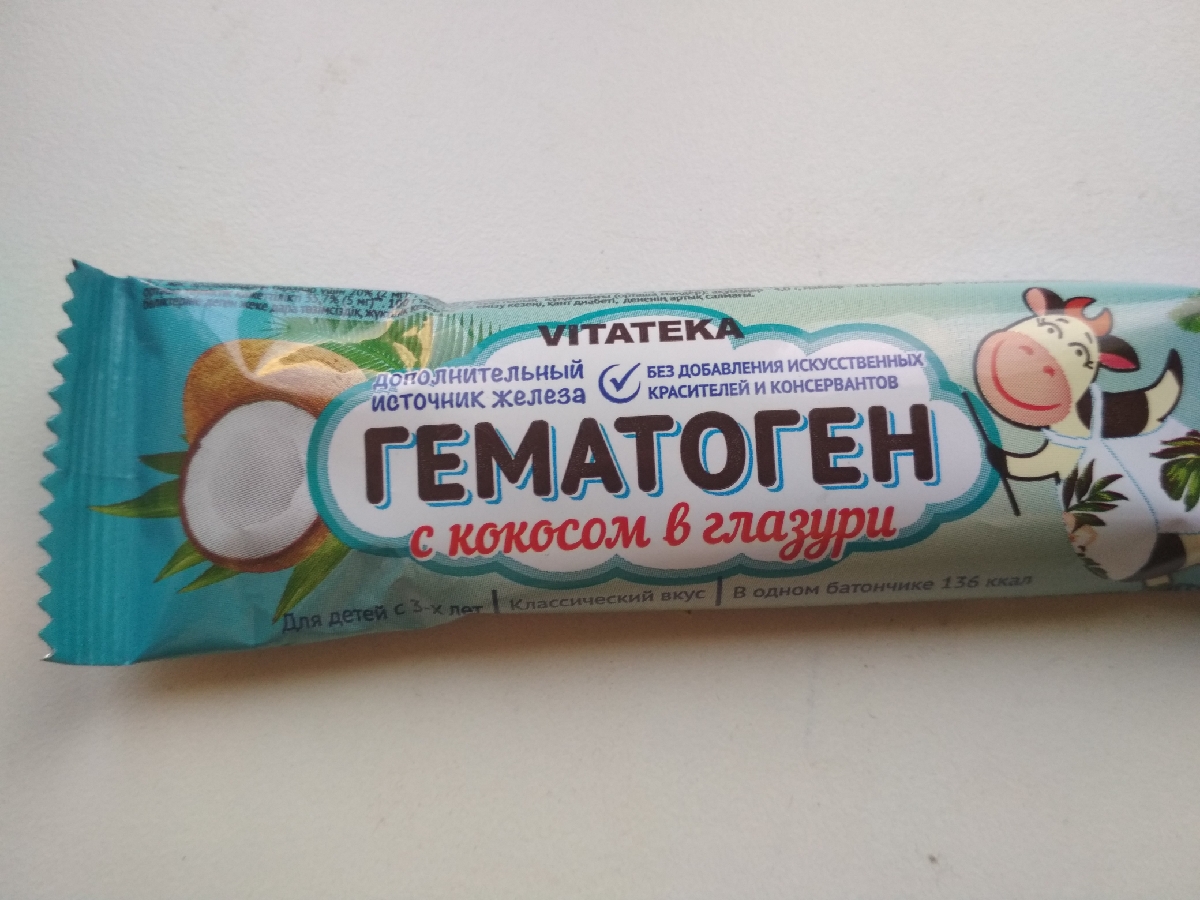 VITATEKA
ДОПОЛНИТЕЛЬНЫЙ
ИСТОЧНИК ЖЕЛЕЗА
БЕЗ ДОБАВЛЕНИЯ ИСКУССТВЕННЫХ
КРАСИТЕЛЕЙ И КОНСЕРВАНТОВ
ГЕМАТОГЕН
с кокосом в глазури
Для детей с 3-х лет | Классический вкус | В одном батончике 136 ккал